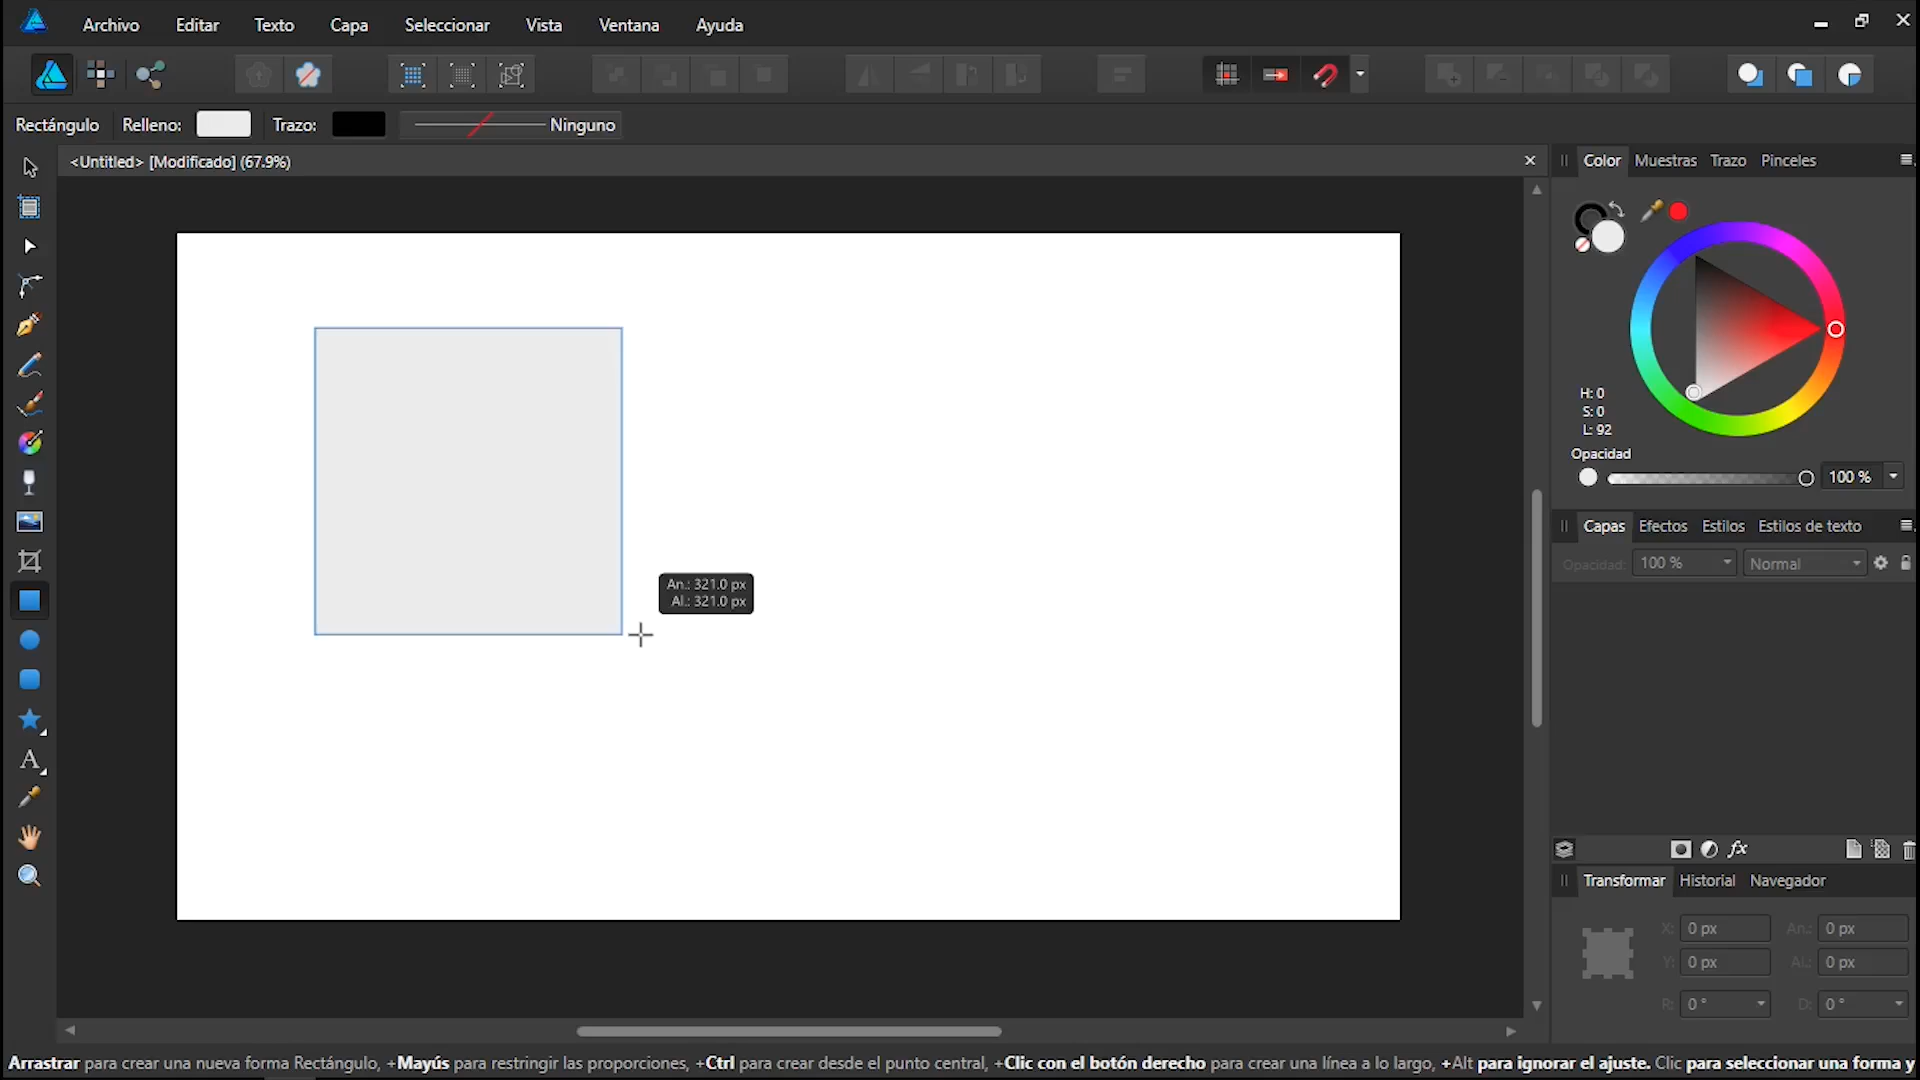 Archivo Editar Texto Capa Seleccionar Vista Ventana Ayuda
Rectángulo Relleno: Trazo: Ninguno
<Untitled> [Modificado] (67.9%)
Color Muestras Trazo Pinceles
H: 0
S: 0
L: 92
Opacidad
100 %
An.: 321.0 px
Al.: 321.0 px
Capas Efectos Estilos Estilos de texto
Opacidad: 100 % Normal
fx
Transformar Historial Navegador
X: 0 px An.: 0 px
Y: 0 px Al.: 0 px
R: 0 ° D: 0 °
A
Arrastrar para crear una nueva forma Rectángulo, +Mayús para restringir las proporciones, +Ctrl para crear desde el punto central, +Clic con el botón derecho para crear una línea a lo largo, +Alt para ignorar el ajuste. Clic para seleccionar una forma y